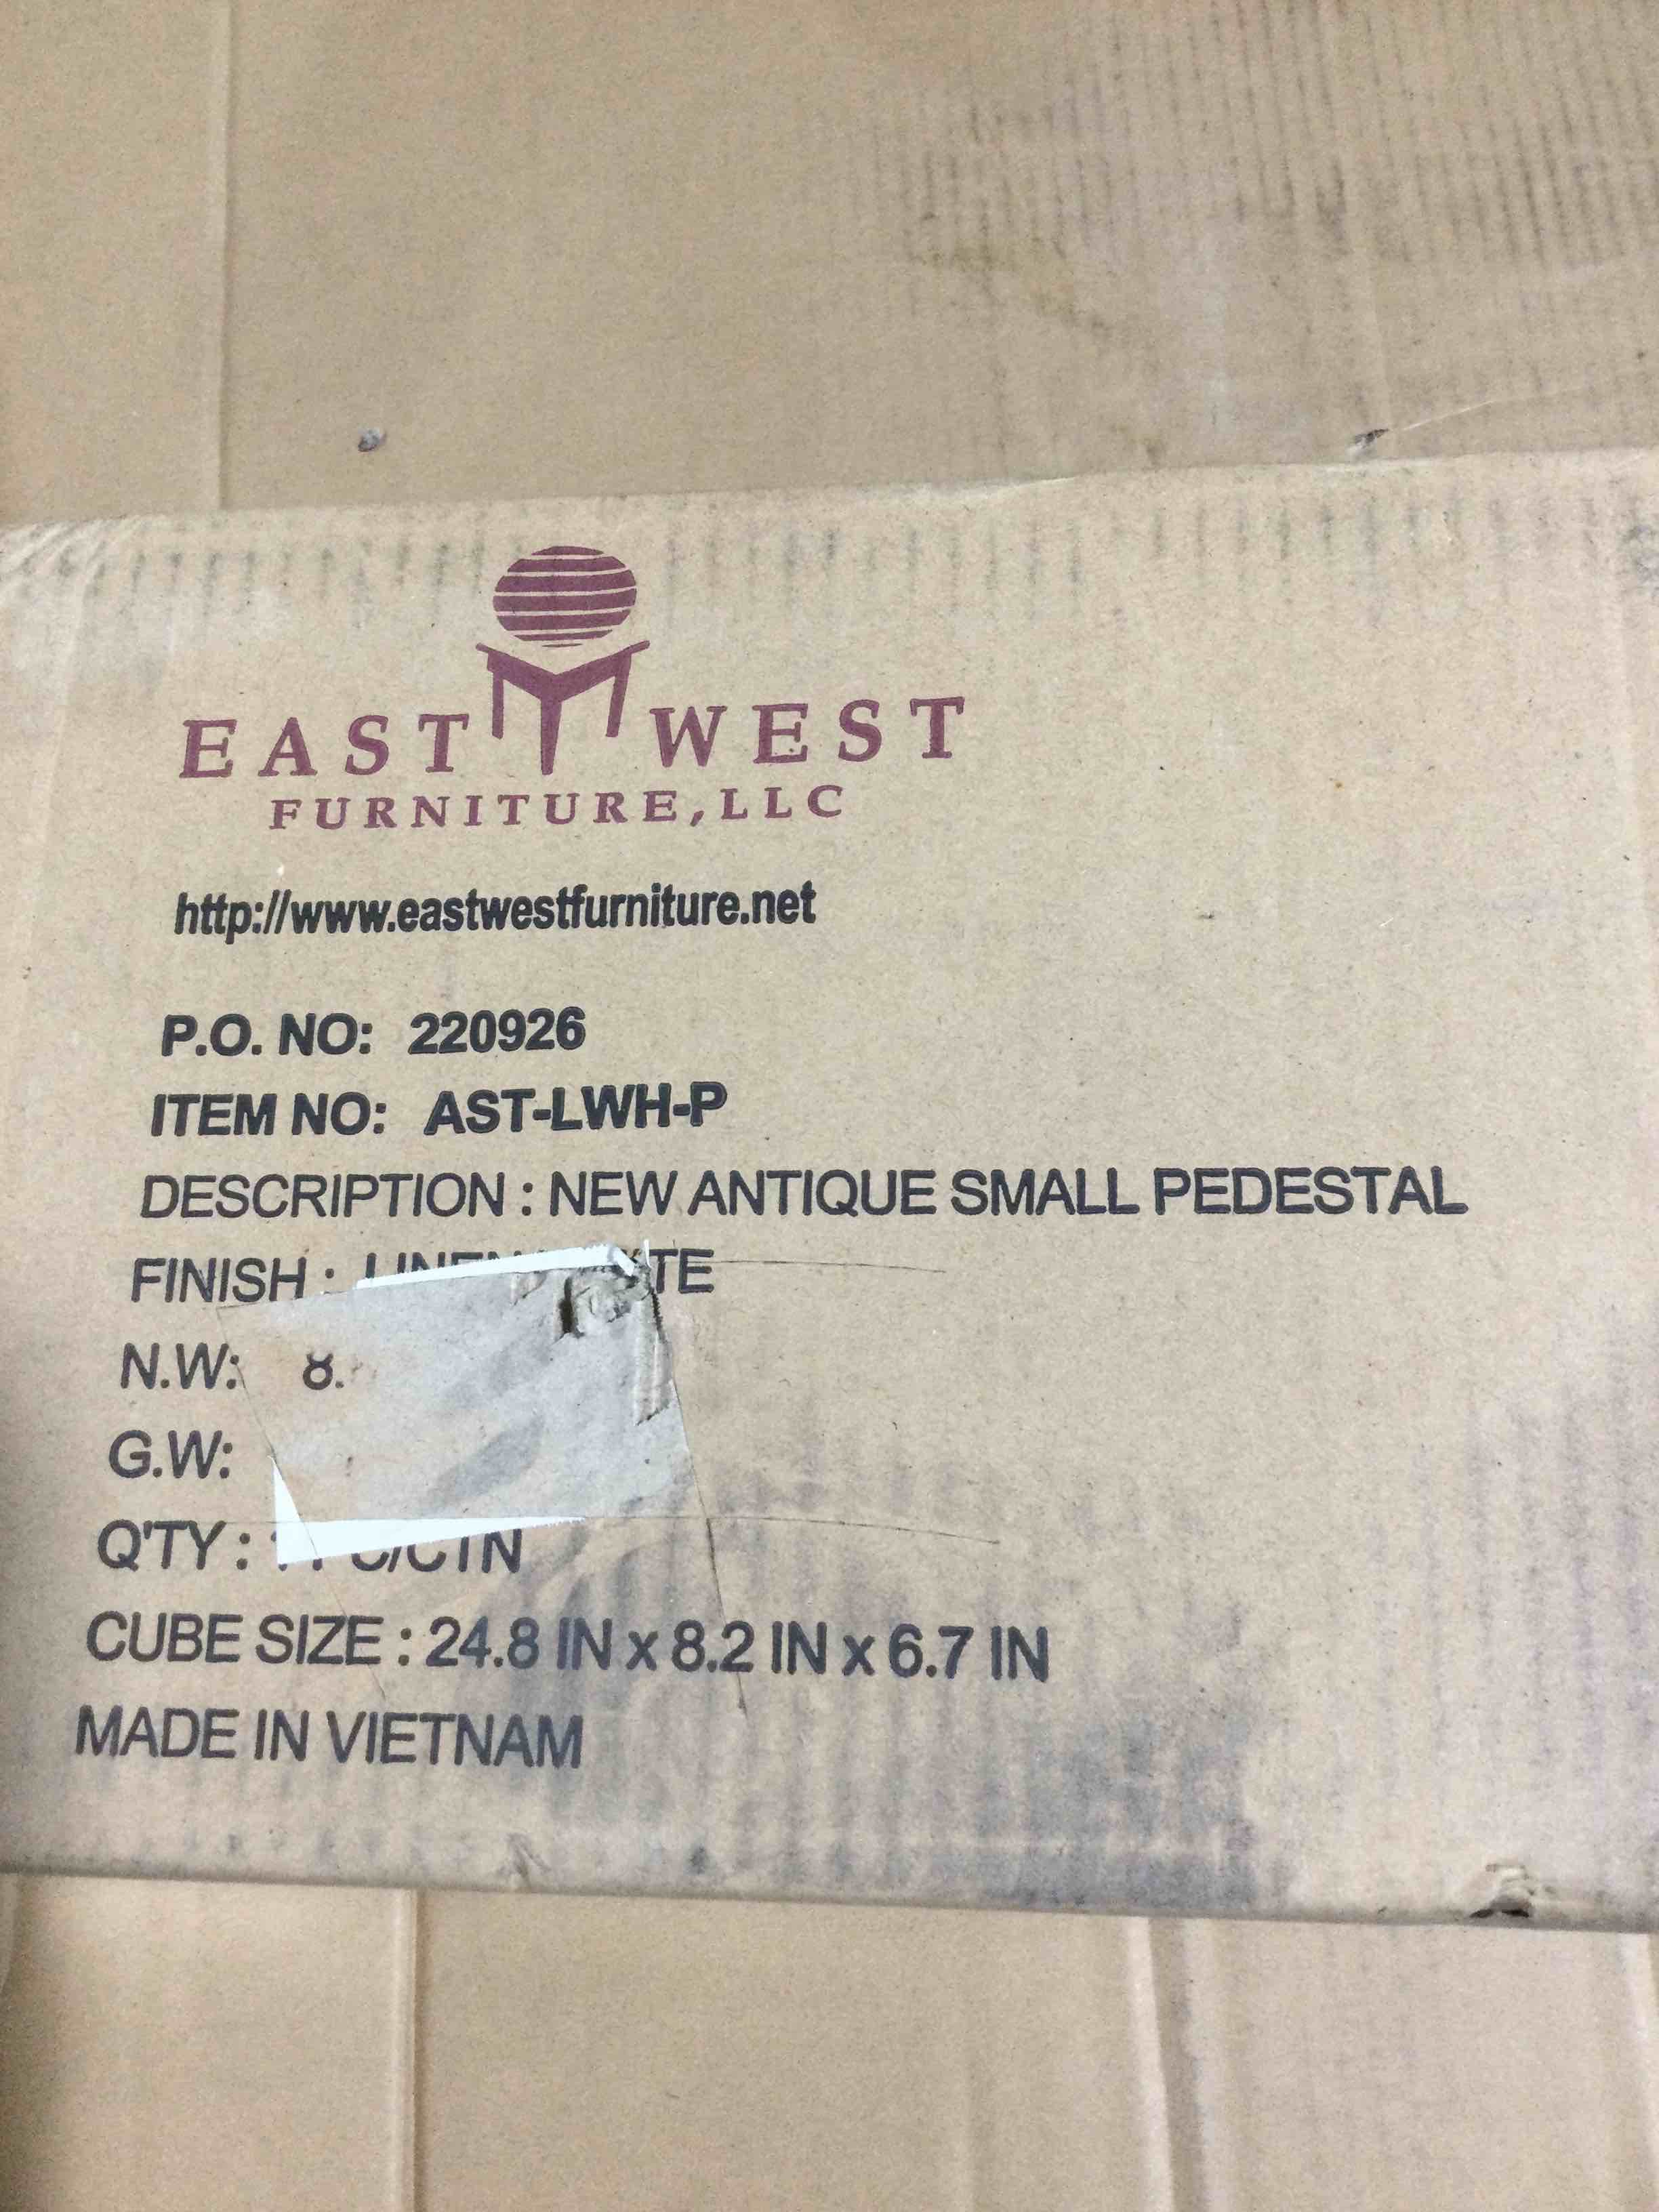 EAST WEST
FURNITURE, LLC
http://www.eastwestfurniture.net
P.O. NO: 220926
ITEM NO: AST-LWH-P
DESCRIPTION : NEW ANTIQUE SMALL PEDESTAL
FINISH :
N.W: 8.
G.W:
Q'TY :
CUBE SIZE : 24.8 IN x 8.2 IN x 6.7 IN
MADE IN VIETNAM